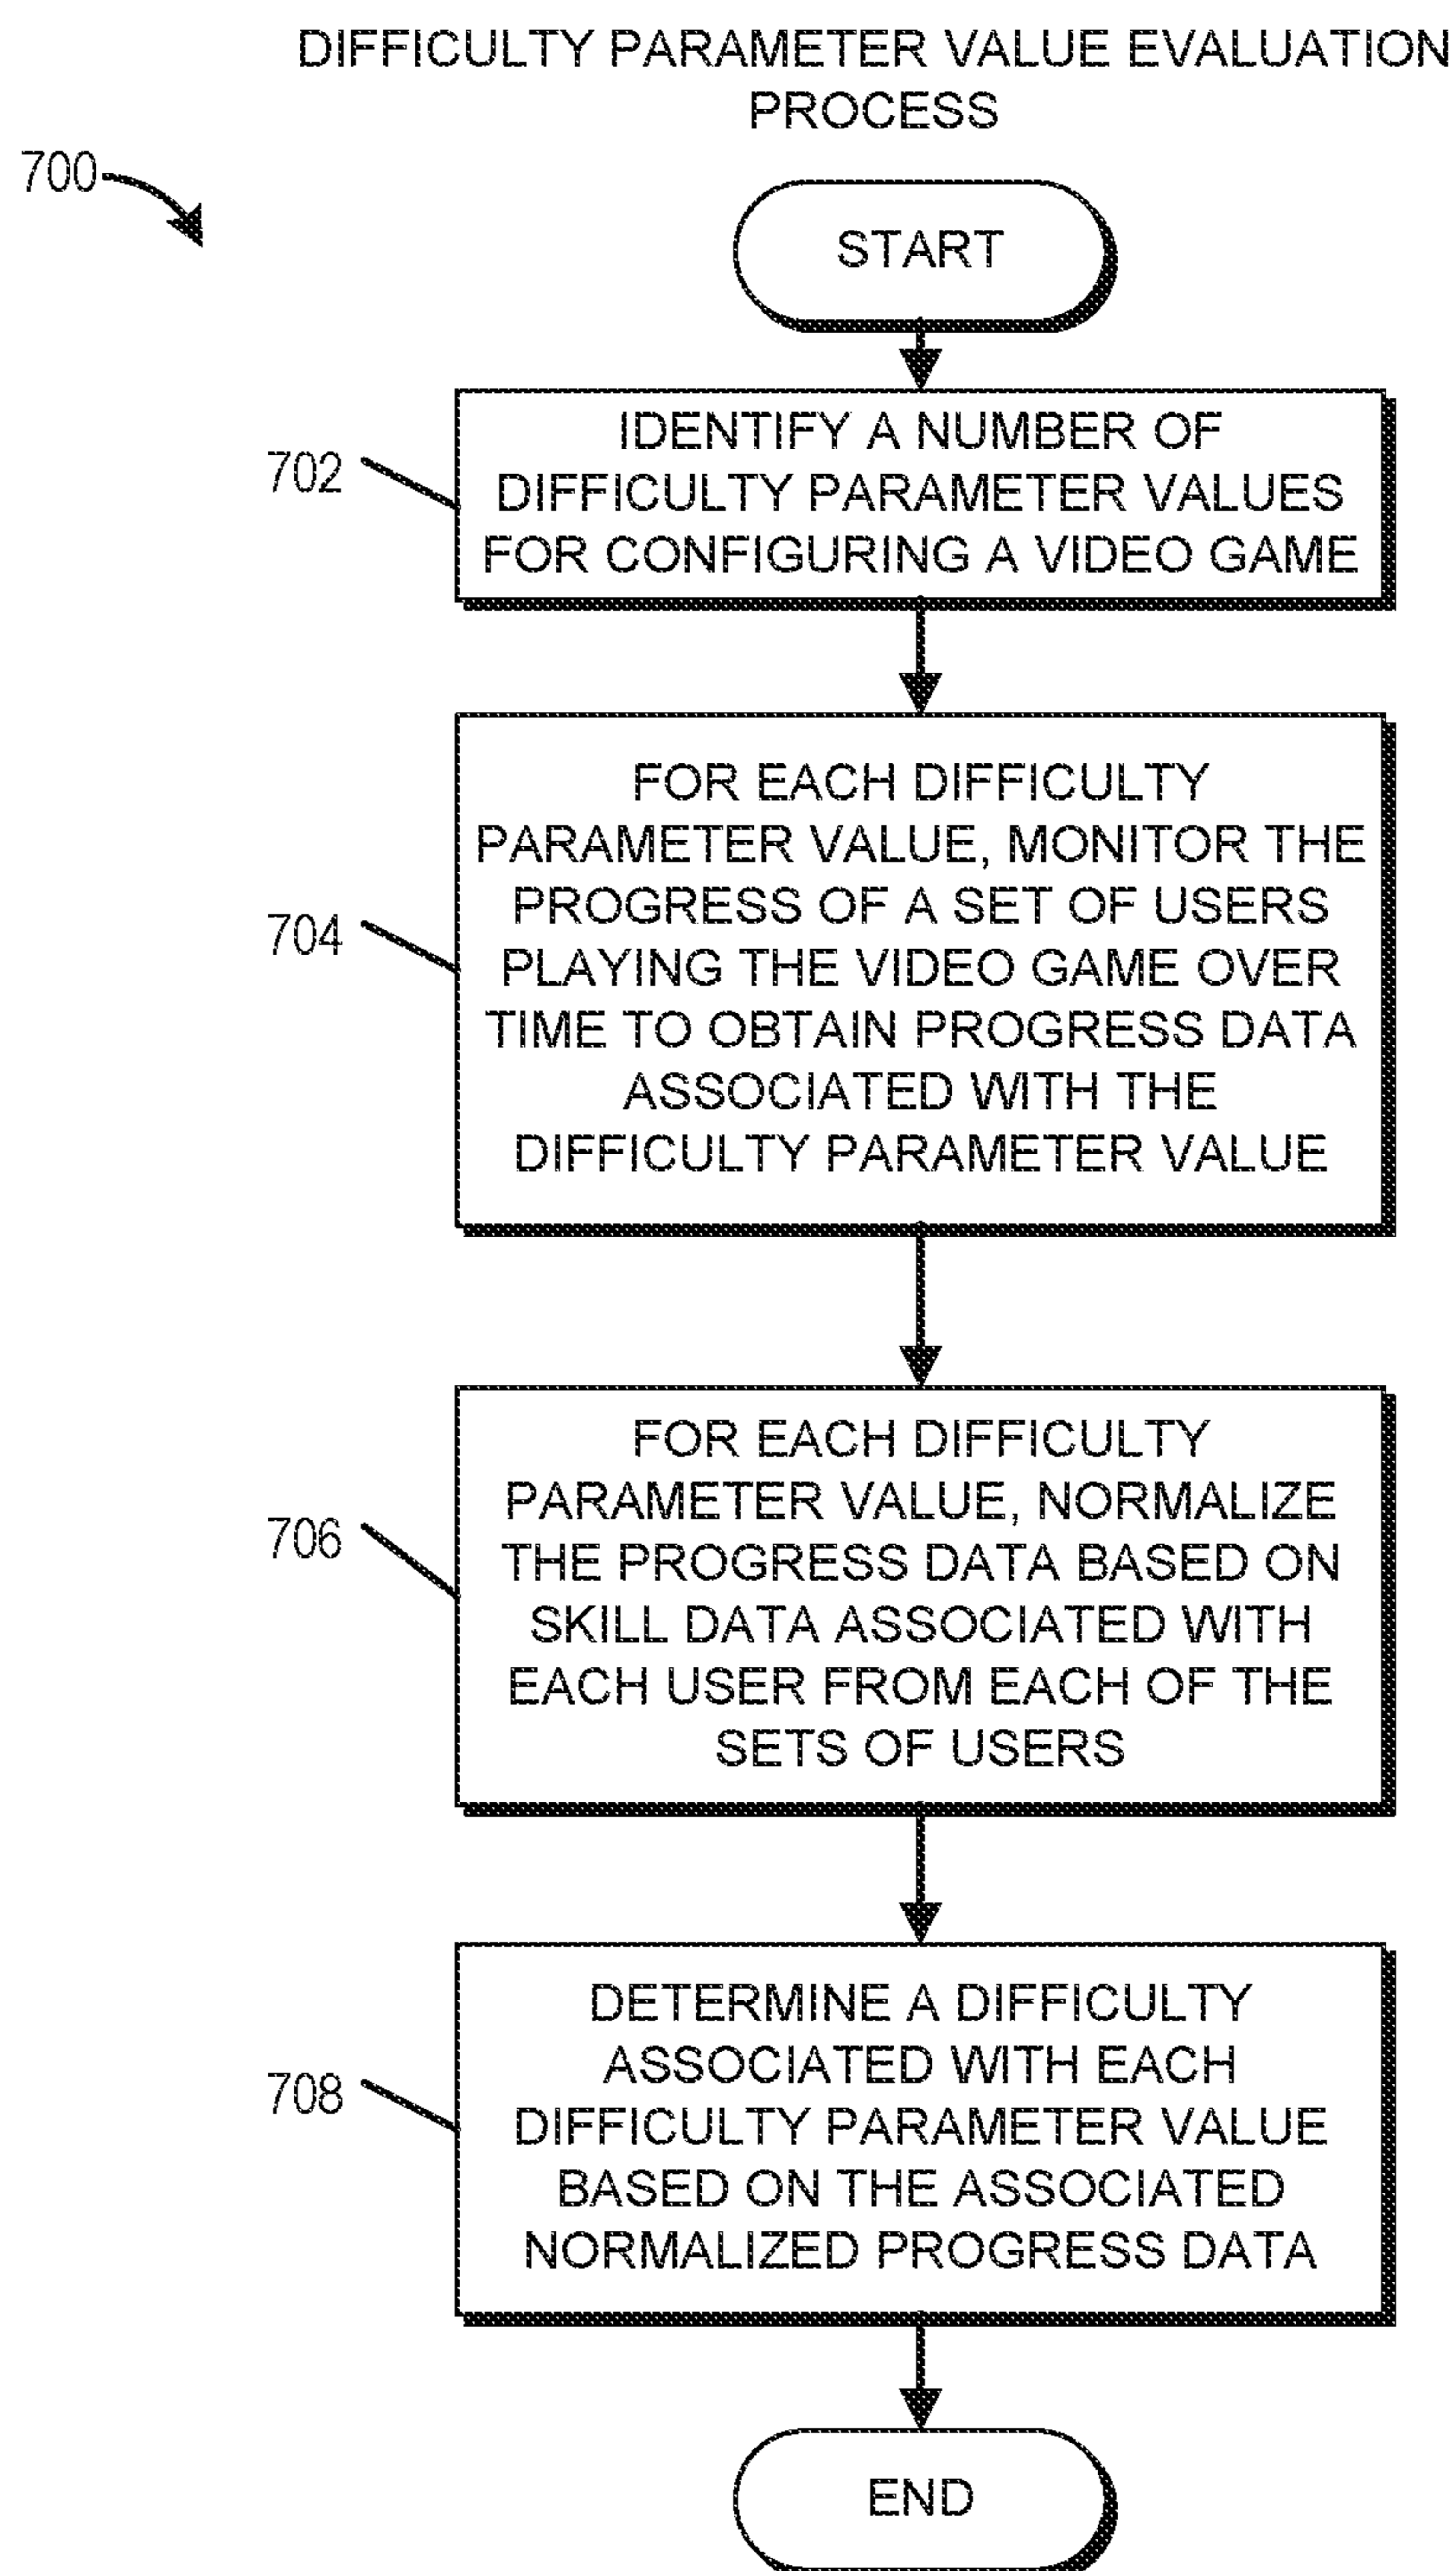 DIFFICULTY PARAMETER VALUE EVALUATION
PROCESS
700
START
702
IDENTIFY A NUMBER OF
DIFFICULTY PARAMETER VALUES
FOR CONFIGURING A VIDEO GAME
704
FOR EACH DIFFICULTY
PARAMETER VALUE, MONITOR THE
PROGRESS OF A SET OF USERS
PLAYING THE VIDEO GAME OVER
TIME TO OBTAIN PROGRESS DATA
ASSOCIATED WITH THE
DIFFICULTY PARAMETER VALUE
706
FOR EACH DIFFICULTY
PARAMETER VALUE, NORMALIZE
THE PROGRESS DATA BASED ON
SKILL DATA ASSOCIATED WITH
EACH USER FROM EACH OF THE
SETS OF USERS
708
DETERMINE A DIFFICULTY
ASSOCIATED WITH EACH
DIFFICULTY PARAMETER VALUE
BASED ON THE ASSOCIATED
NORMALIZED PROGRESS DATA
END